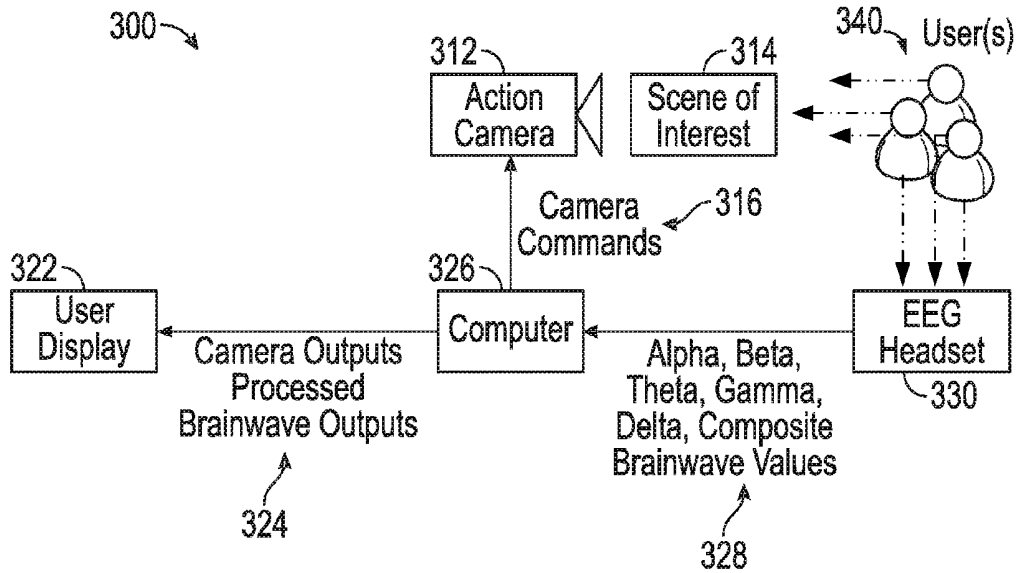 300
312
314
340
User(s)
Action
Camera
Scene of
Interest
Camera
Commands
316
322
326
User
Display
Computer
EEG
Headset
330
Camera Outputs
Processed
Brainwave Outputs
324
Alpha, Beta,
Theta, Gamma,
Delta, Composite
Brainwave Values
328